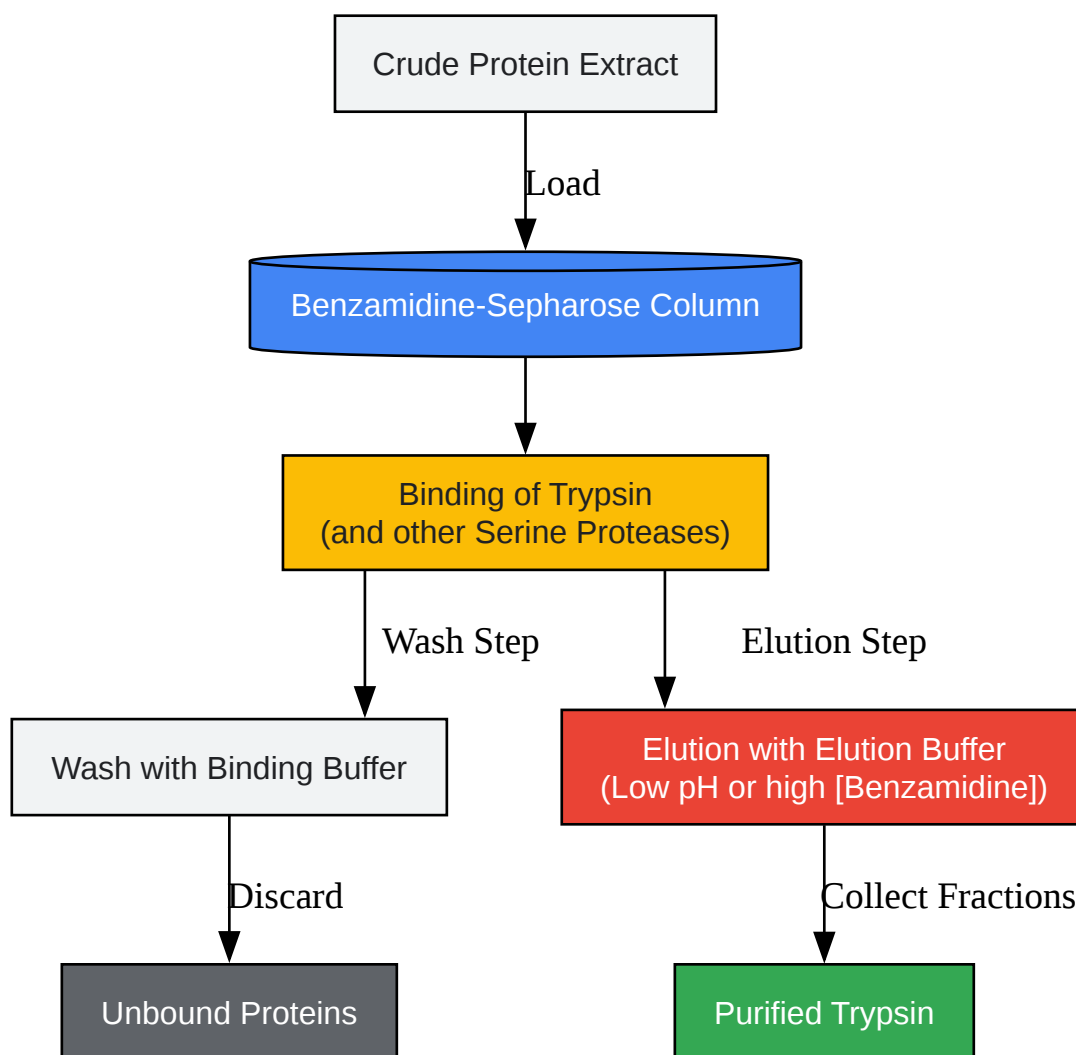 Crude Protein Extract
Load
Benzamidine-Sepharose Column
Binding of Trypsin
(and other Serine Proteases)
Wash Step
Elution Step
Wash with Binding Buffer
Elution with Elution Buffer
(Low pH or high [Benzamidine])
Discard
Collect Fractions
Unbound Proteins
Purified Trypsin